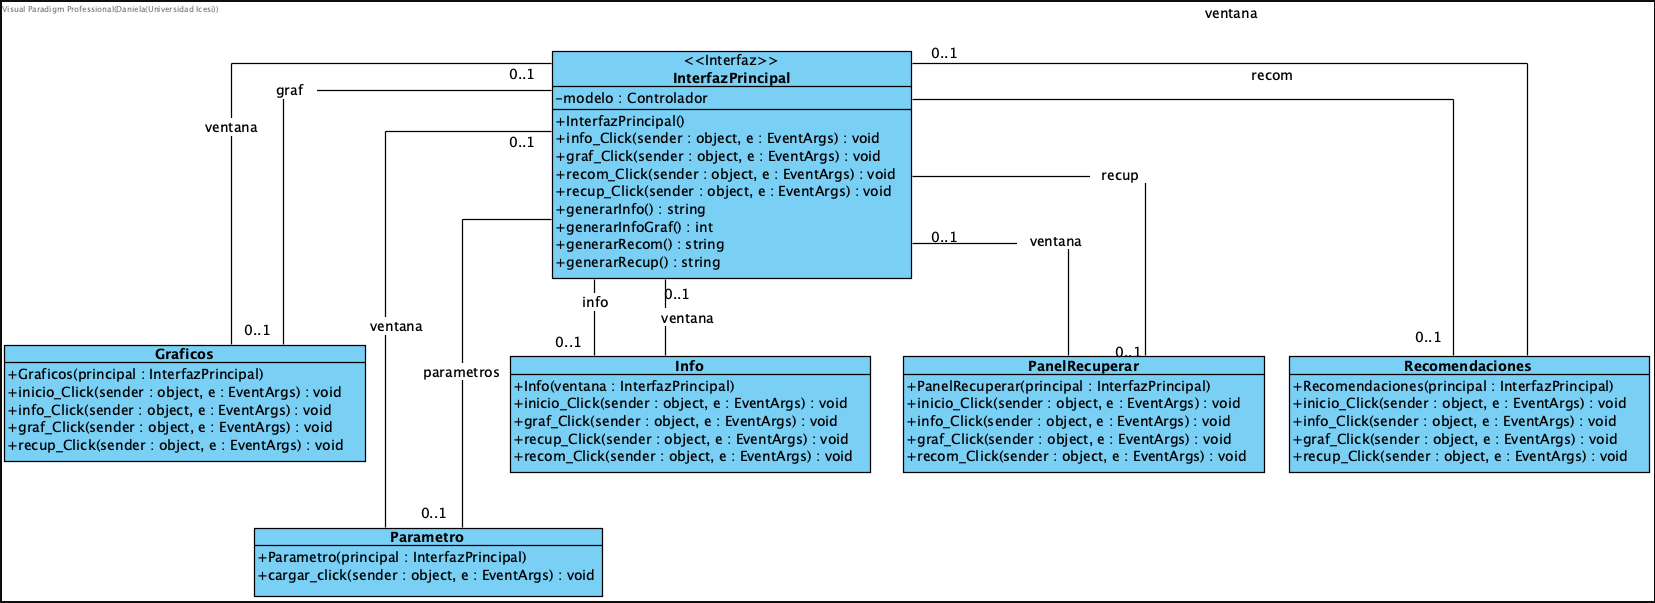 Visual Paradigm Professional(Daniela(Universidad Icesi))
ventana
<<Interfaz>>
InterfazPrincipal
-modelo : Controlador
+InterfazPrincipal()
+info_Click(sender : object, e : EventArgs) : void
+graf_Click(sender : object, e : EventArgs) : void
+recom_Click(sender : object, e : EventArgs) : void
+recup_Click(sender : object, e : EventArgs) : void
+generarInfo() : string
+generarInfoGraf() : int
+generarRecom() : string
+generarRecup() : string
0..1
graf
ventana
0..1
0..1
recom
recup
0..1
ventana
info
0..1
ventana
0..1
ventana
0..1
parametros
0..1
0..1
0..1
Graficos
+Graficos(principal : InterfazPrincipal)
+inicio_Click(sender : object, e : EventArgs) : void
+info_Click(sender : object, e : EventArgs) : void
+graf_Click(sender : object, e : EventArgs) : void
+recup_Click(sender : object, e : EventArgs) : void
Info
+Info(ventana : InterfazPrincipal)
+inicio_Click(sender : object, e : EventArgs) : void
+graf_Click(sender : object, e : EventArgs) : void
+recup_Click(sender : object, e : EventArgs) : void
+recom_Click(sender : object, e : EventArgs) : void
PanelRecuperar
+PanelRecuperar(principal : InterfazPrincipal)
+inicio_Click(sender : object, e : EventArgs) : void
+info_Click(sender : object, e : EventArgs) : void
+graf_Click(sender : object, e : EventArgs) : void
+recom_Click(sender : object, e : EventArgs) : void
Recomendaciones
+Recomendaciones(principal : InterfazPrincipal)
+inicio_Click(sender : object, e : EventArgs) : void
+info_Click(sender : object, e : EventArgs) : void
+graf_Click(sender : object, e : EventArgs) : void
+recup_Click(sender : object, e : EventArgs) : void
0..1
Parametro
+Parametro(principal : InterfazPrincipal)
+cargar_click(sender : object, e : EventArgs) : void